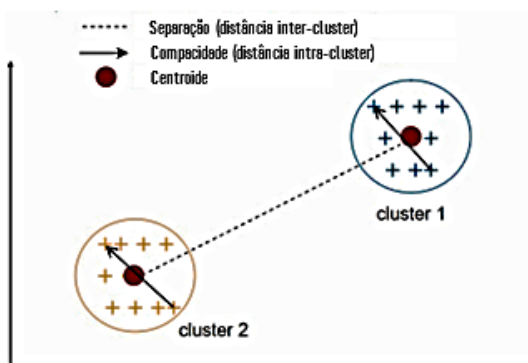 Separação (distância inter-cluster)
Compacidade (distância intra-cluster)
Centroide
cluster 1
cluster 2